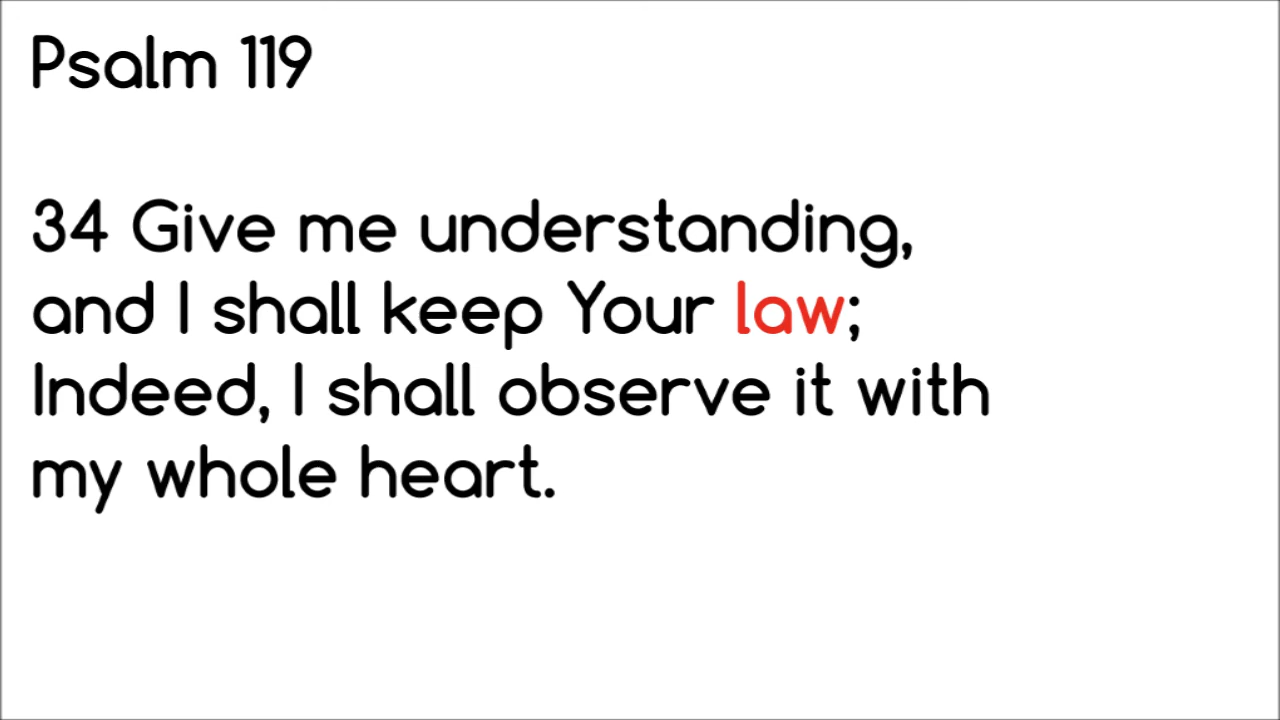 Psalm 119
34 Give me understanding,
and I shall keep Your law;
Indeed, I shall observe it with
my whole heart.